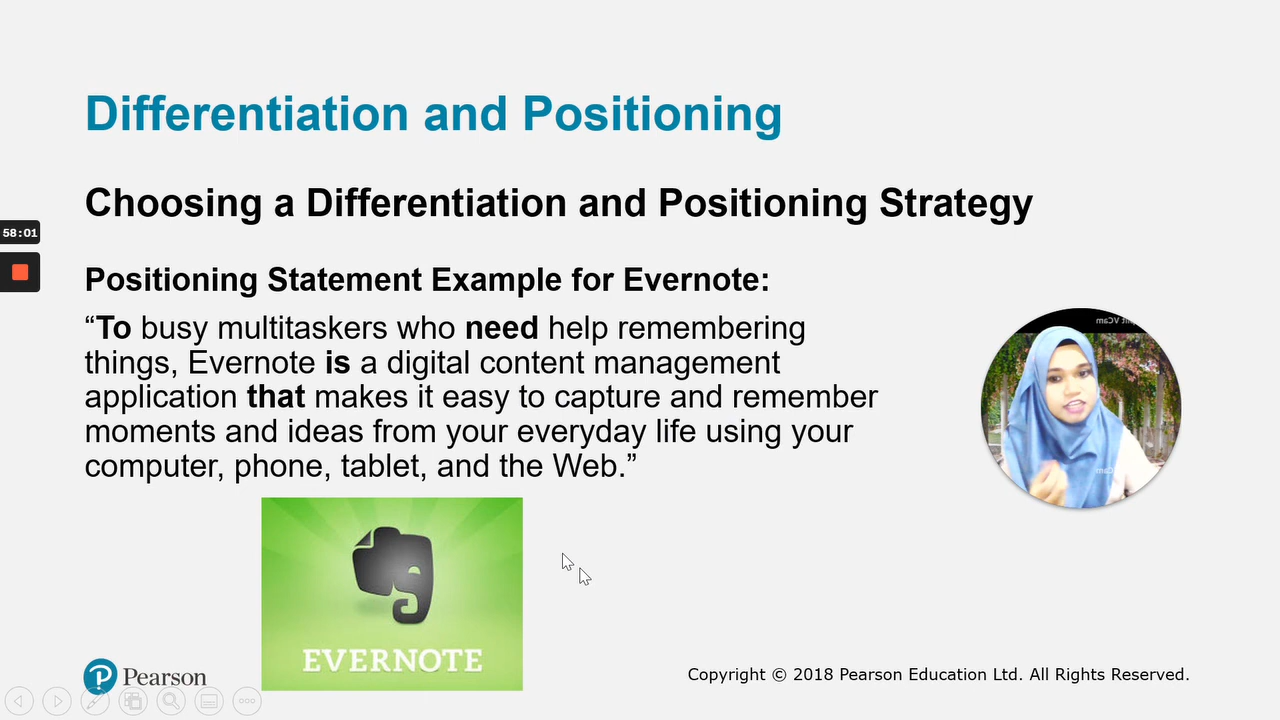 Differentiation and Positioning
Choosing a Differentiation and Positioning Strategy
58:01
Positioning Statement Example for Evernote:
“To busy multitaskers who need help remembering
things, Evernote is a digital content management
application that makes it easy to capture and remember
moments and ideas from your everyday life using your
computer, phone, tablet, and the Web.”
EVERNOTE
P Pearson
Copyright © 2018 Pearson Education Ltd. All Rights Reserved.